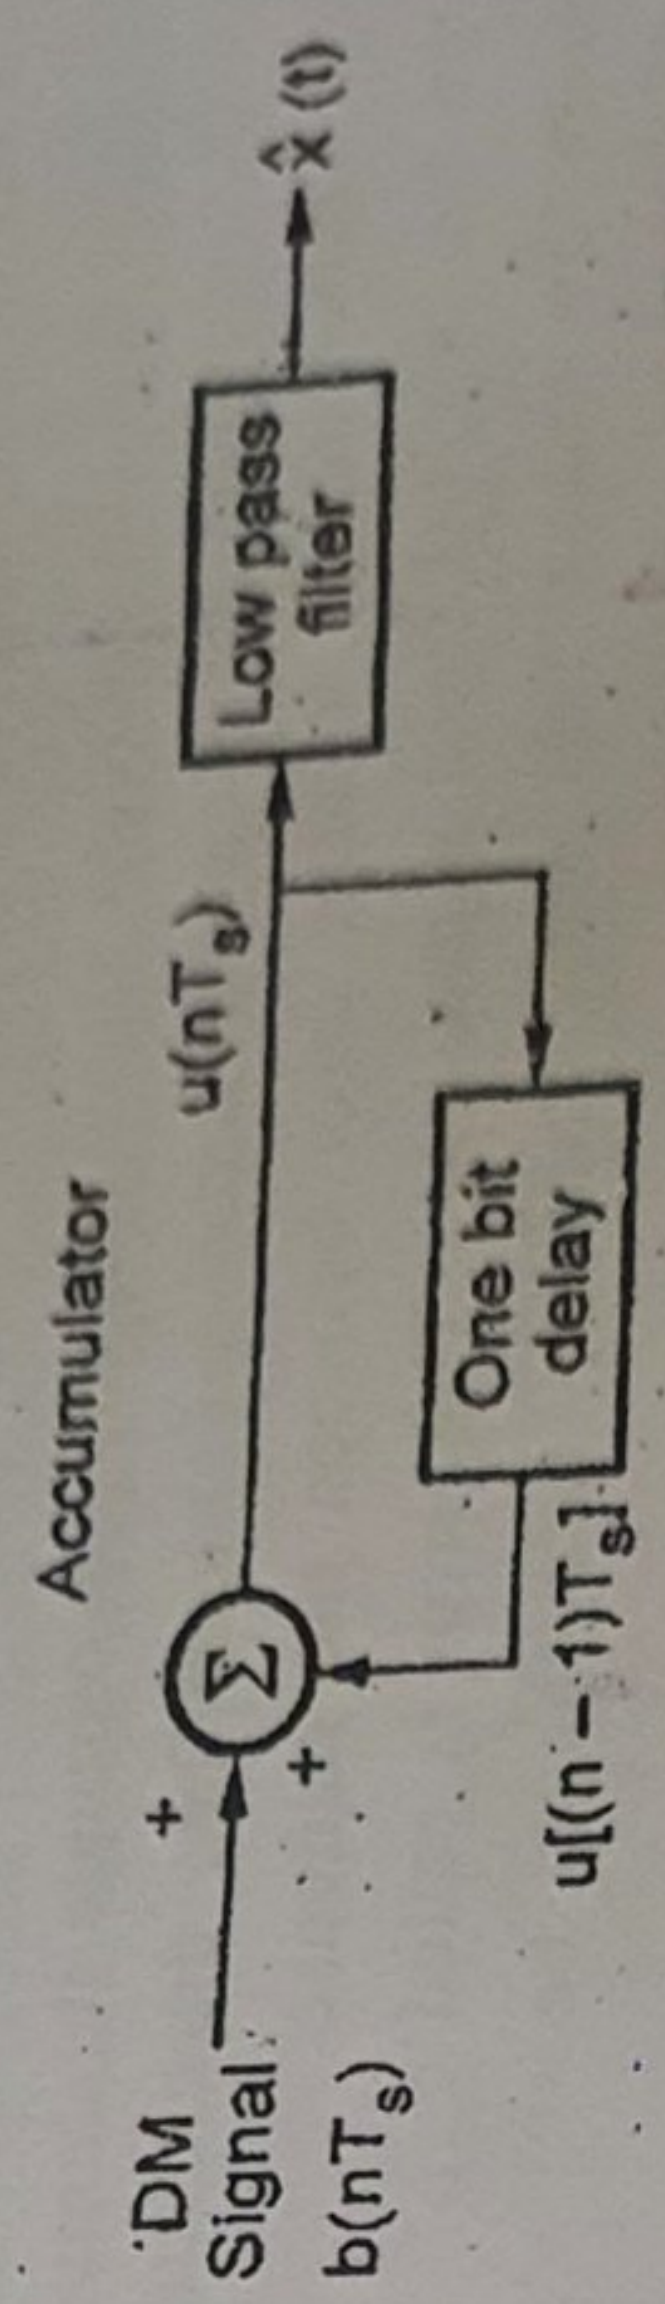 Accumulator
DM
Signal
b(nTₛ)
+
+
Σ
u(nTₛ)
Low pass
filter
x̂ (t)
One bit
delay
u[(n – 1)Tₛ]